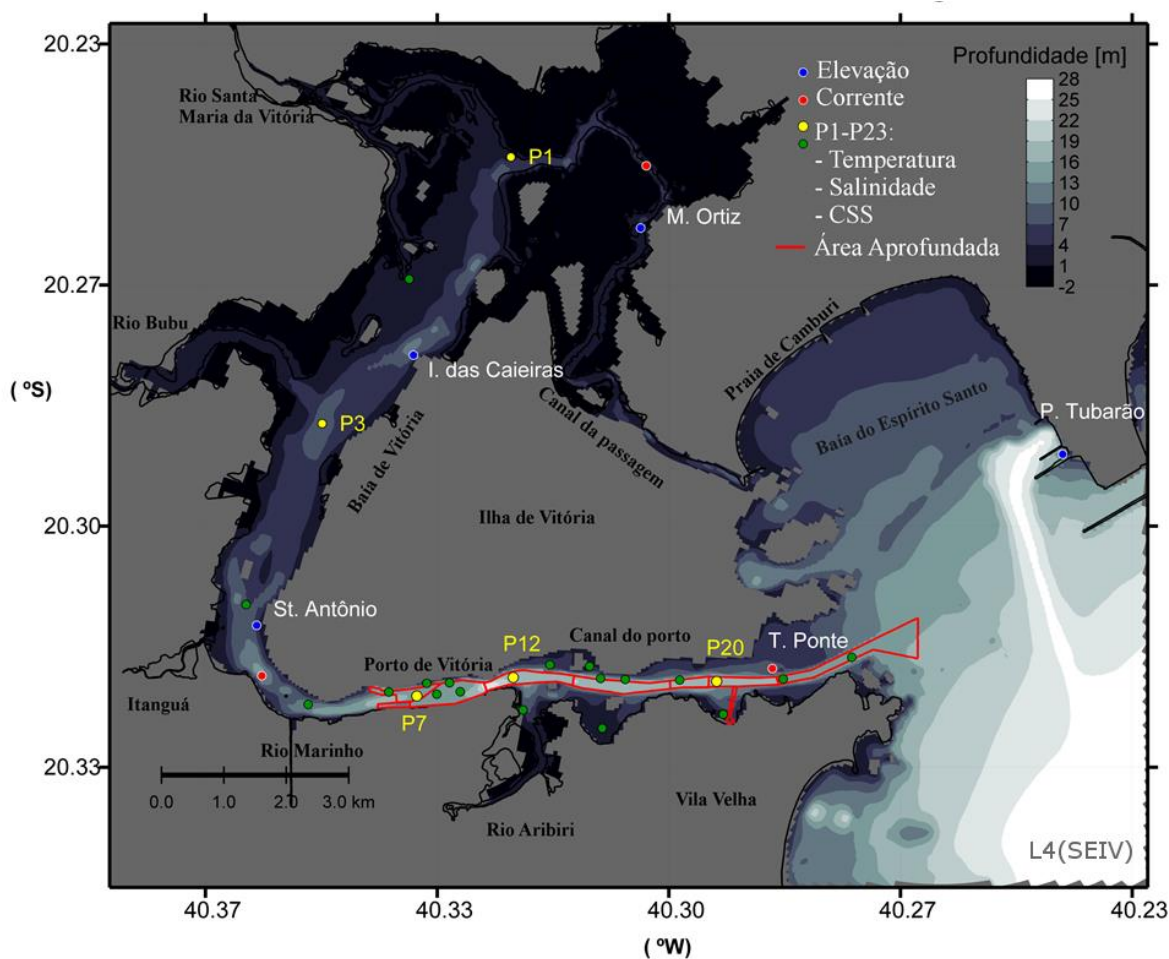 20.23
20.27
20.30
20.33
( ºS)
40.37
40.33
40.30
40.27
40.23
( ºW)
Profundidade [m]
28
25
22
19
16
13
10
7
4
1
-2
Elevação
Corrente
P1-P23:
- Temperatura
- Salinidade
- CSS
Área Aprofundada
Rio Santa
Maria da Vitória
P1
M. Ortiz
Rio Bubu
I. das Caieiras
P3
Baía de Vitória
Canal da passagem
Praia de Camburi
Baía do Espírito Santo
P. Tubarão
Ilha de Vitória
St. Antônio
P12
Canal do porto
P20
T. Ponte
Porto de Vitória
Itanguá
P7
Rio Marinho
0.0
1.0
2.0
3.0 km
Rio Aribiri
Vila Velha
L4(SEIV)